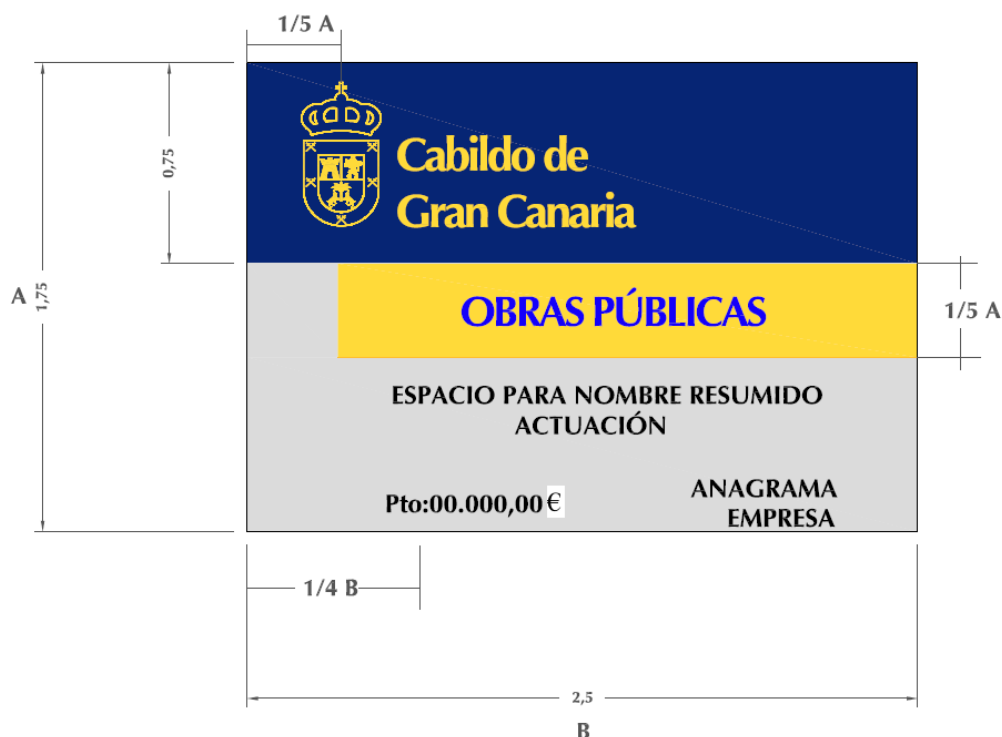 1/5 A
0,75
Cabildo de
Gran Canaria
A
1,75
OBRAS PÚBLICAS
1/5 A
ESPACIO PARA NOMBRE RESUMIDO
ACTUACIÓN
Pto:00.000,00 €
ANAGRAMA
EMPRESA
1/4 B
2,5
B